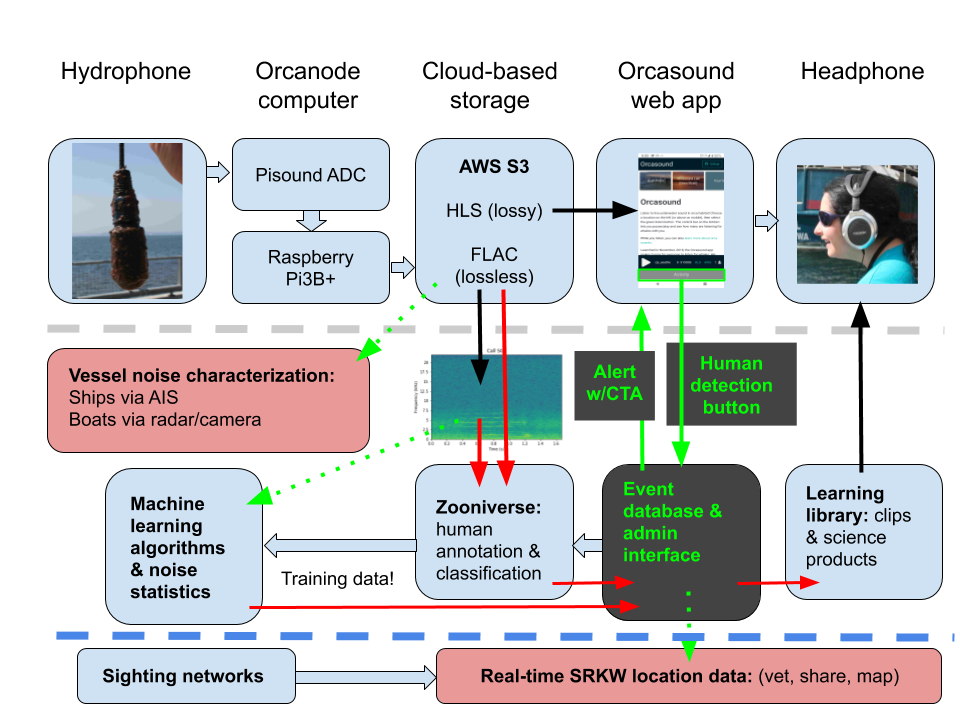 Hydrophone
Orcanode
computer
Cloud-based
storage
Orcasound
web app
Headphone
Pisound ADC
Raspberry
Pi3B+
AWS S3
HLS (lossy)
FLAC
(lossless)
Orcasound
Orcasound
Vessel noise characterization:
Ships via AIS
Boats via radar/camera
Frequency (kHz)
Time (s)
Alert
w/CTA
Human
detection
button
Machine
learning
algorithms
& noise
statistics
Training data!
Zooniverse:
human
annotation &
classification
Event
database &
admin
interface
Learning
library: clips
& science
products
Sighting networks
Real-time SRKW location data: (vet, share, map)